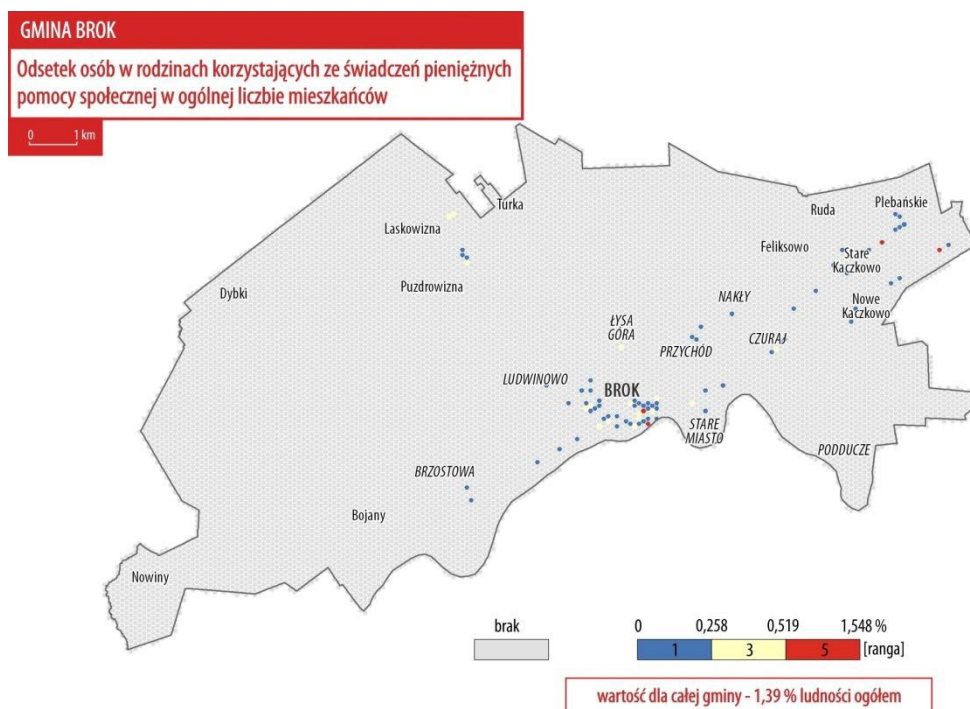 GMINA BROK
Odsetek osób w rodzinach korzystających ze świadczeń pieniężnych
pomocy społecznej w ogólnej liczbie mieszkańców
0 1 km
Turka
Ruda
Plebańskie
Laskowizna
Feliksowo
Stare
Kaczkowo
Puzdrowizna
Dybki
NAKŁY
Nowe
Kaczkowo
ŁYSA
GÓRA
PRZYCHÓD
CZURAJ
LUDWINOWO
BROK
STARE
MIASTO
PODDUCZE
BRZOSTOWA
Bojany
Nowiny
brak
0 0,258 0,519 1,548 %
1 3 5 [ranga]
wartość dla całej gminy - 1,39 % ludności ogółem